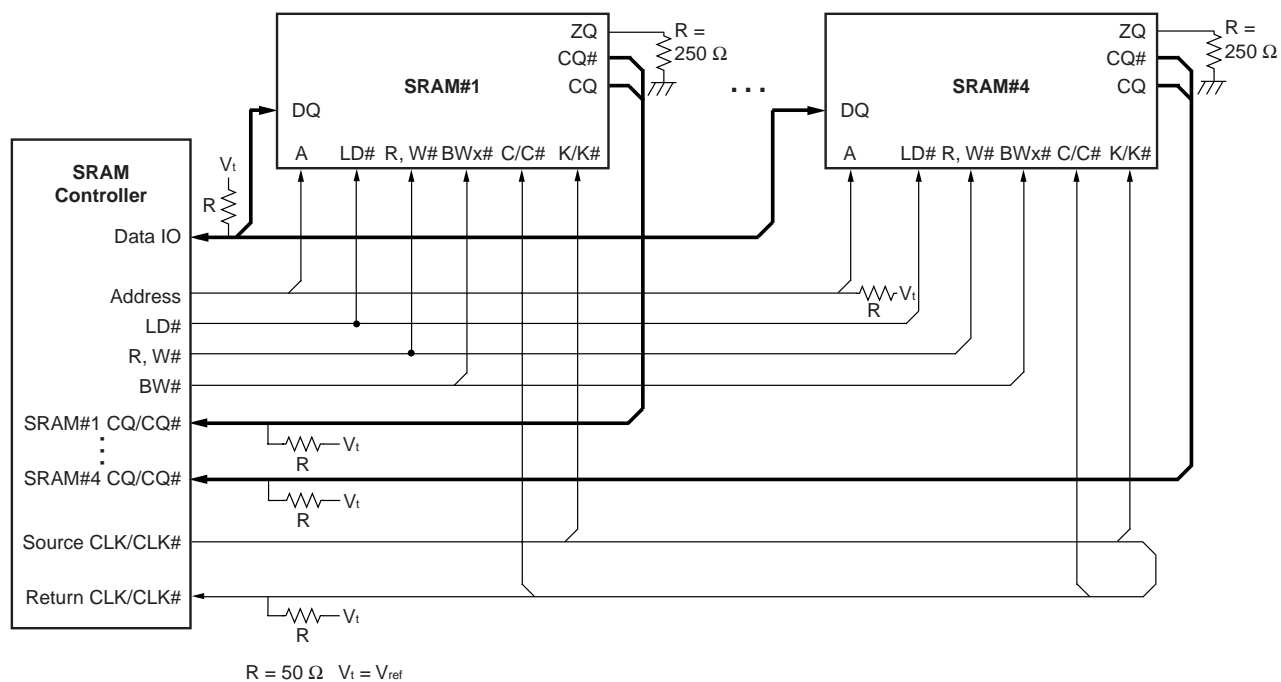 ZQ
CQ#
CQ
R =
250 Ω
SRAM#1
DQ
A LD# R, W# BWx# C/C# K/K#
. . .
ZQ
CQ#
CQ
R =
250 Ω
SRAM#4
DQ
A LD# R, W# BWx# C/C# K/K#
SRAM
Controller
Vt
R
Data IO
Address
Vt
R
LD#
R, W#
BW#
SRAM#1 CQ/CQ#
Vt
R
SRAM#4 CQ/CQ#
Vt
R
Source CLK/CLK#
Return CLK/CLK#
Vt
R
R = 50 Ω Vt = Vref